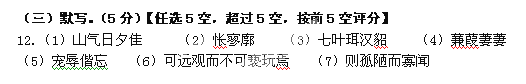 （三）默写。（5 分）【任选 5 空，超过 5 空，按前 5 空评分】
12.（1）山气日夕佳 （2）怅寥廓 （3）七叶珥汉貂 （4）蒹葭萋萋
（5）宠辱偕忘 （6）可远观而不可亵玩焉 （7）则孤陋而寡闻